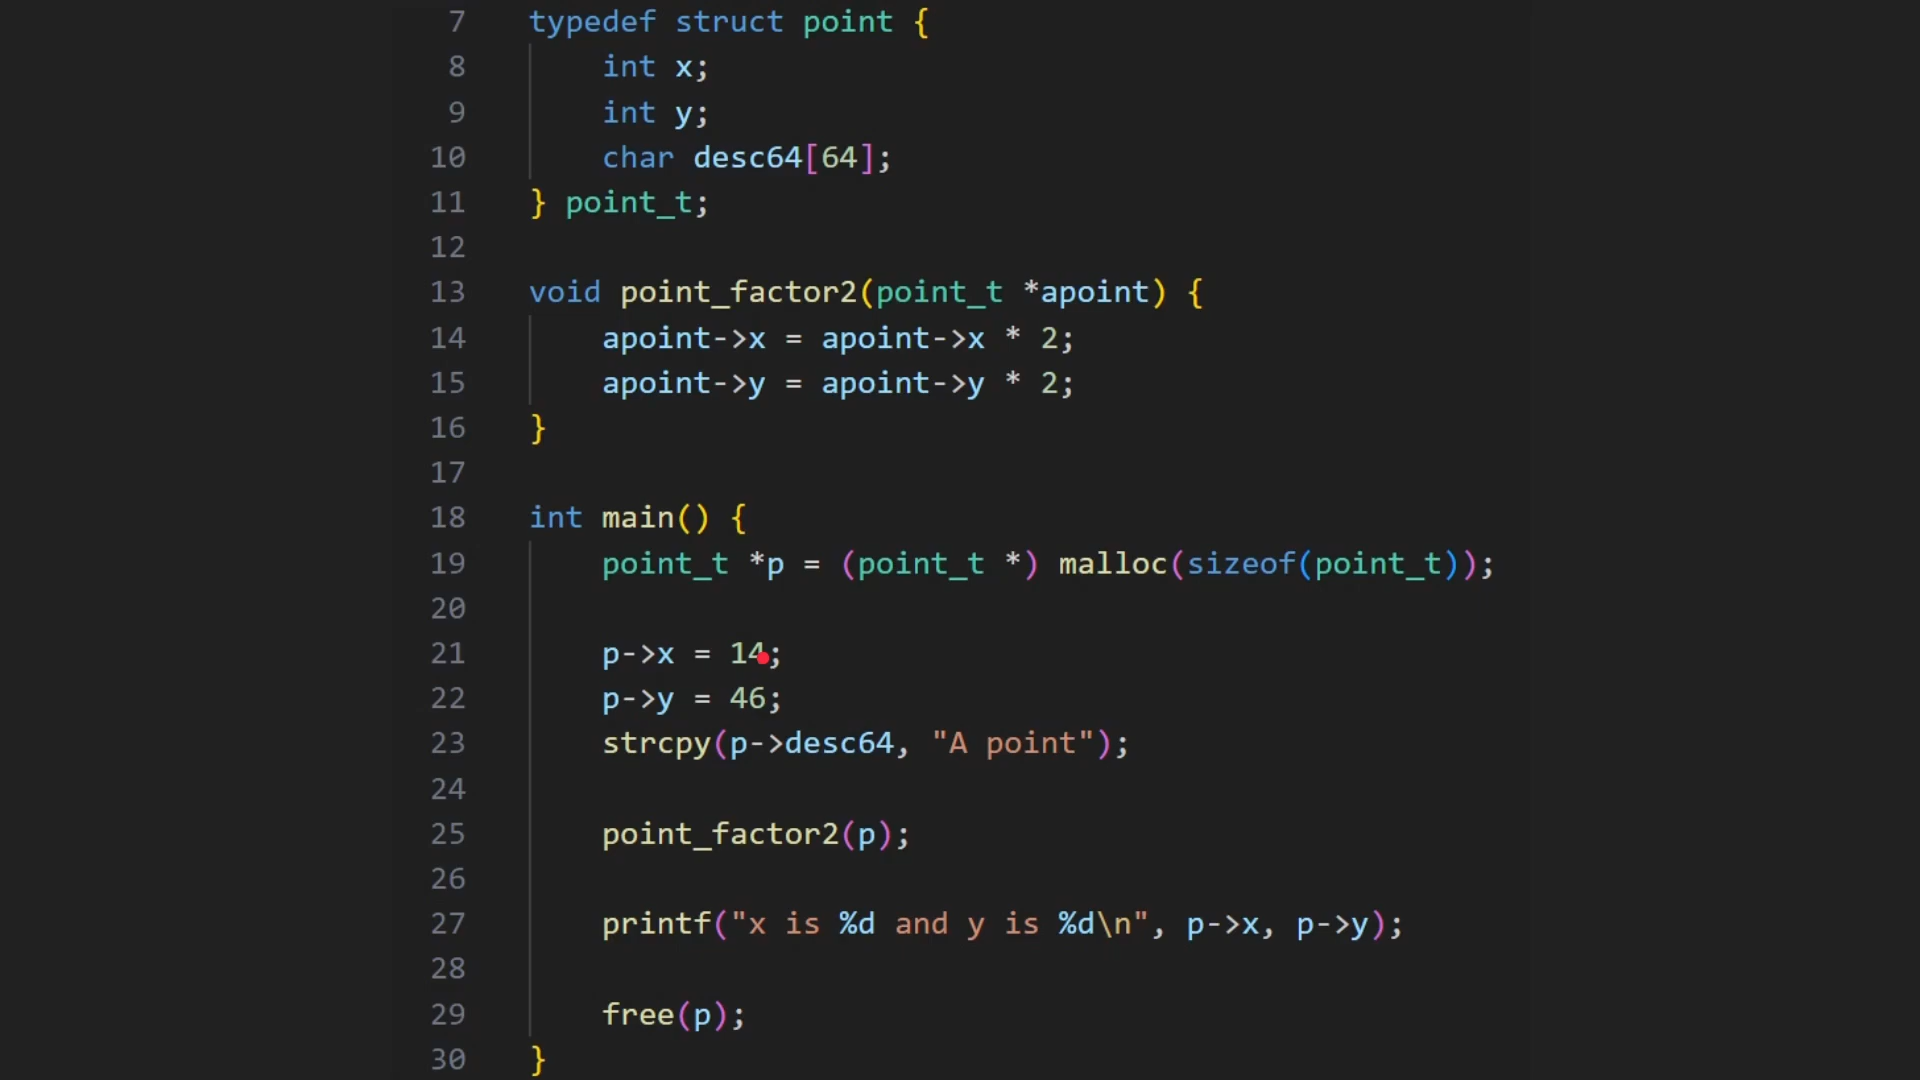 7 typedef struct point {
8 int x;
9 int y;
10 char desc64[64];
11 } point_t;
12
13 void point_factor2(point_t *apoint) {
14 apoint->x = apoint->x * 2;
15 apoint->y = apoint->y * 2;
16 }
17
18 int main() {
19 point_t *p = (point_t *) malloc(sizeof(point_t));
20
21 p->x = 14;
22 p->y = 46;
23 strcpy(p->desc64, "A point");
24
25 point_factor2(p);
26
27 printf("x is %d and y is %d\n", p->x, p->y);
28
29 free(p);
30 }